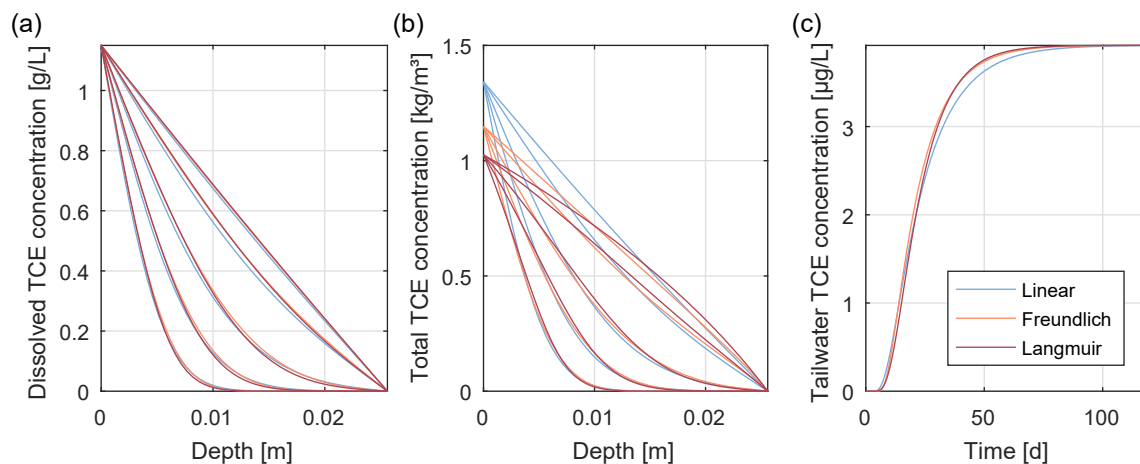 (a)
Dissolved TCE concentration [g/L]
1
0.8
0.6
0.4
0.2
0
0
0.01
0.02
Depth [m]
(b)
Total TCE concentration [kg/m³]
1.5
1
0.5
0
0
0.01
0.02
Depth [m]
(c)
Tailwater TCE concentration [µg/L]
3
2
1
0
0
50
100
Time [d]
Linear
Freundlich
Langmuir